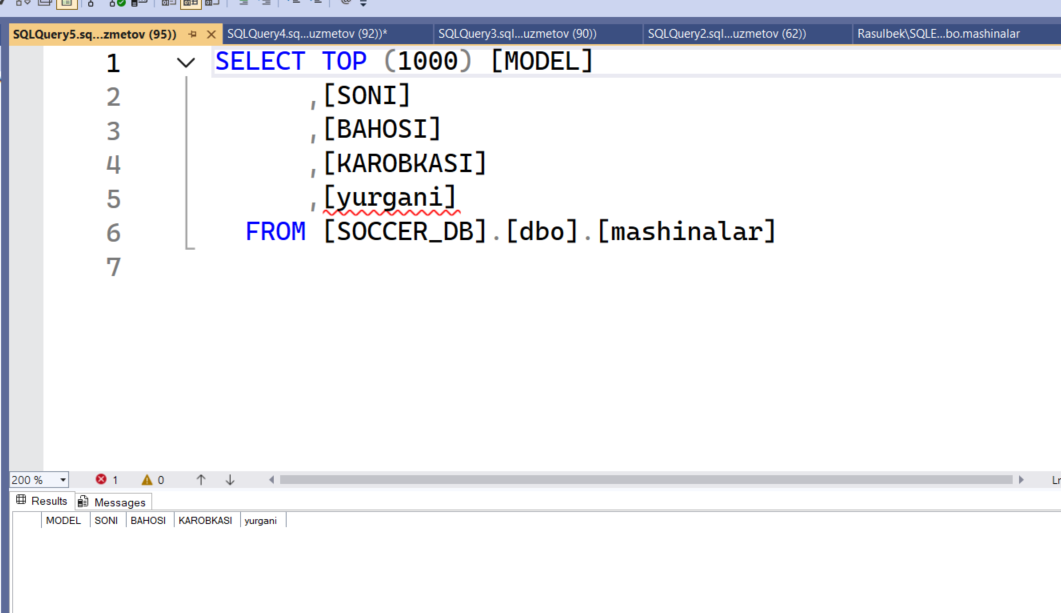 SQLQuery5.sq...zmetov (95))
SQLQuery4.sq...uzmetov (92))*
SQLQuery3.sql...uzmetov (90))
SQLQuery2.sql...uzmetov (62))
Rasulbek\SQLE...bo.mashinalar
1 SELECT TOP (1000) [MODEL]
2 ,[SONI]
3 ,[BAHOSI]
4 ,[KAROBKASI]
5 ,[yurgani]
6 FROM [SOCCER_DB].[dbo].[mashinalar]
7
200 % 1 0
Results Messages
MODEL SONI BAHOSI KAROBKASI yurgani